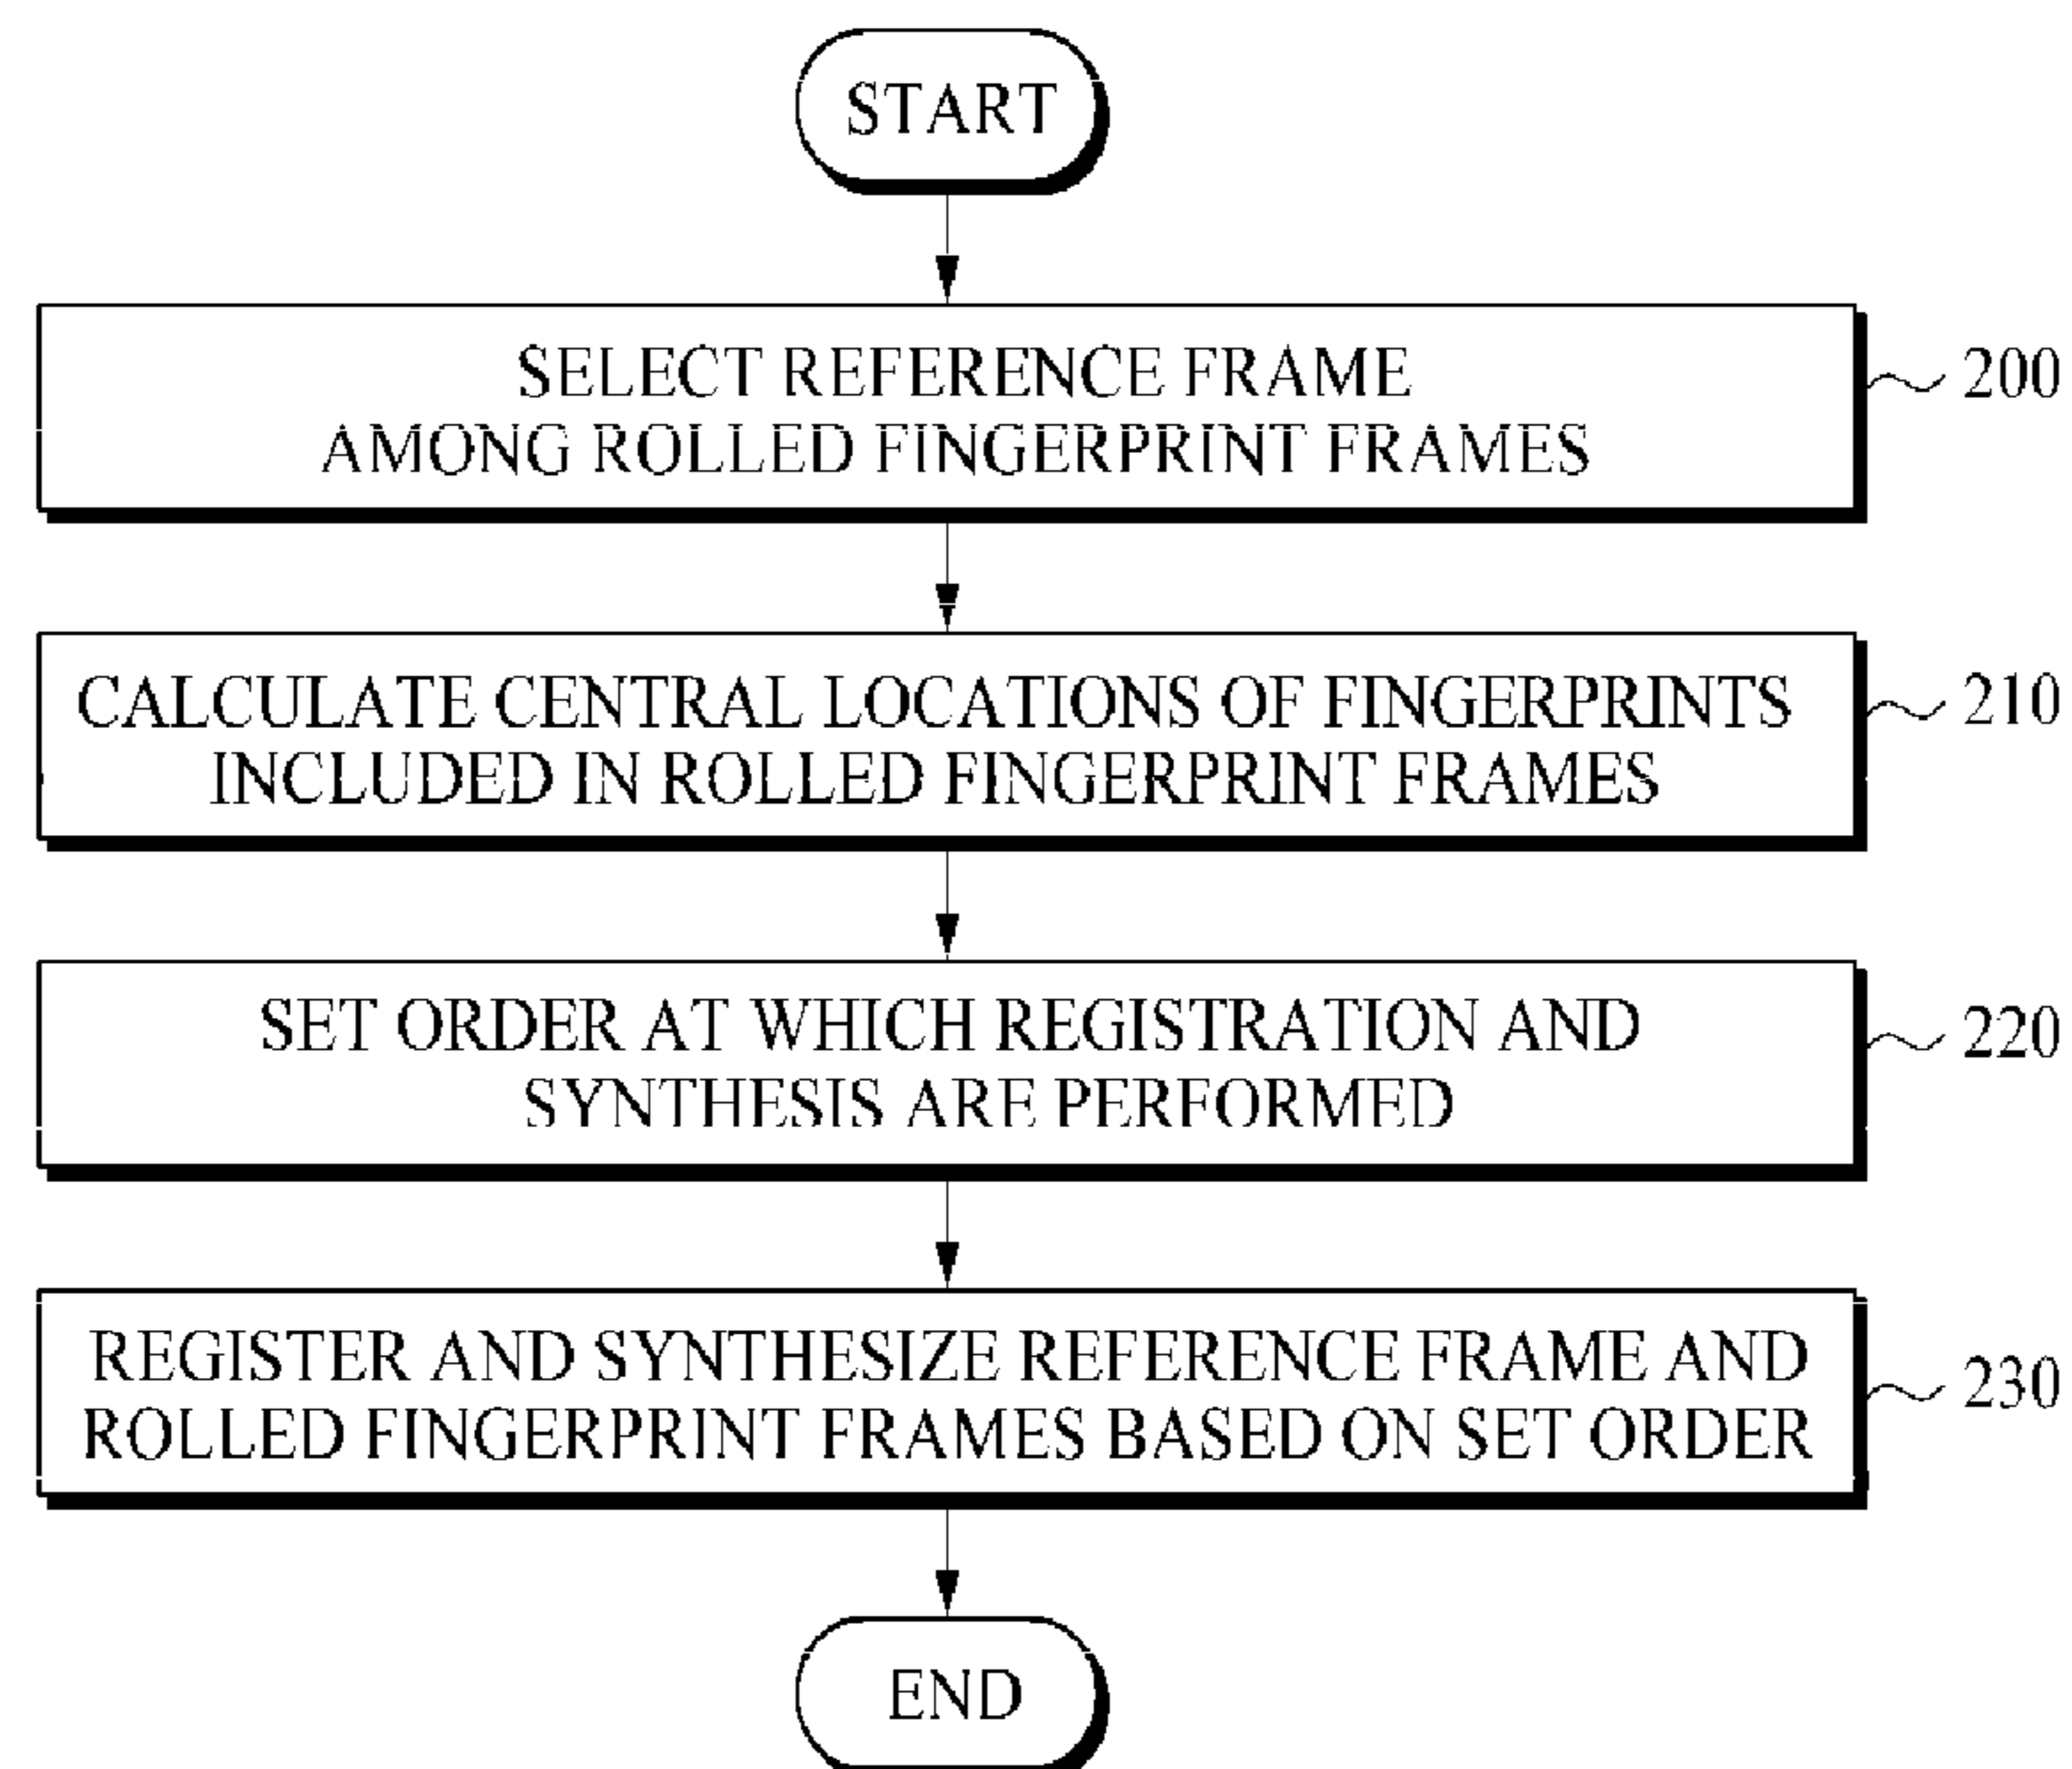 START
SELECT REFERENCE FRAME
AMONG ROLLED FINGERPRINT FRAMES
200
CALCULATE CENTRAL LOCATIONS OF FINGERPRINTS
INCLUDED IN ROLLED FINGERPRINT FRAMES
210
SET ORDER AT WHICH REGISTRATION AND
SYNTHESIS ARE PERFORMED
220
REGISTER AND SYNTHESIZE REFERENCE FRAME AND
ROLLED FINGERPRINT FRAMES BASED ON SET ORDER
230
END